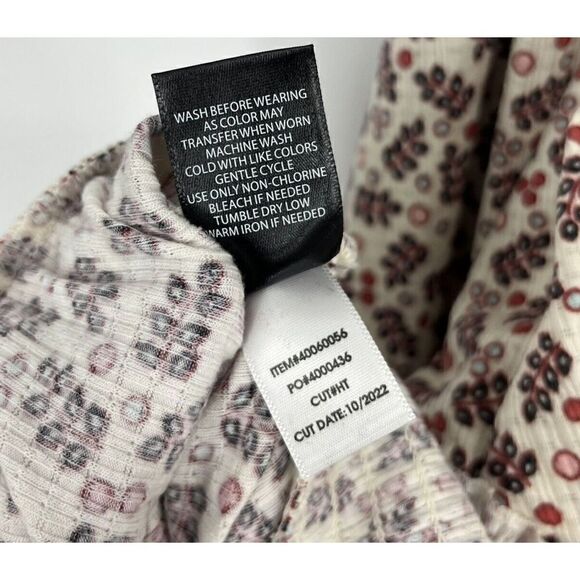 WASH BEFORE WEARING
AS COLOR MAY
TRANSFER WHEN WORN
MACHINE WASH
COLD WITH LIKE COLORS
GENTLE CYCLE
USE ONLY NON-CHLORINE
BLEACH IF NEEDED
TUMBLE DRY LOW
WARM IRON IF NEEDED
ITEM#40060056
PO#4000436
CUT#HT
CUT DATE:10/2022